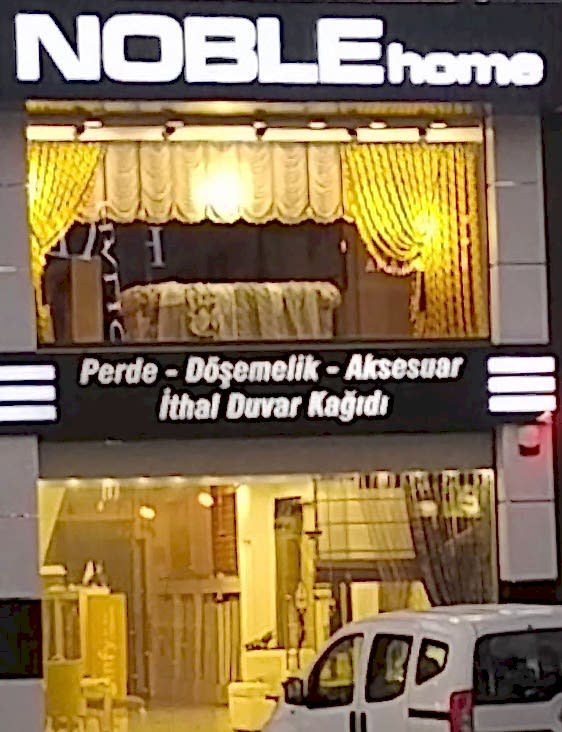 NOBLE home
Perde - Döşemelik - Aksesuar
İthal Duvar Kağıdı